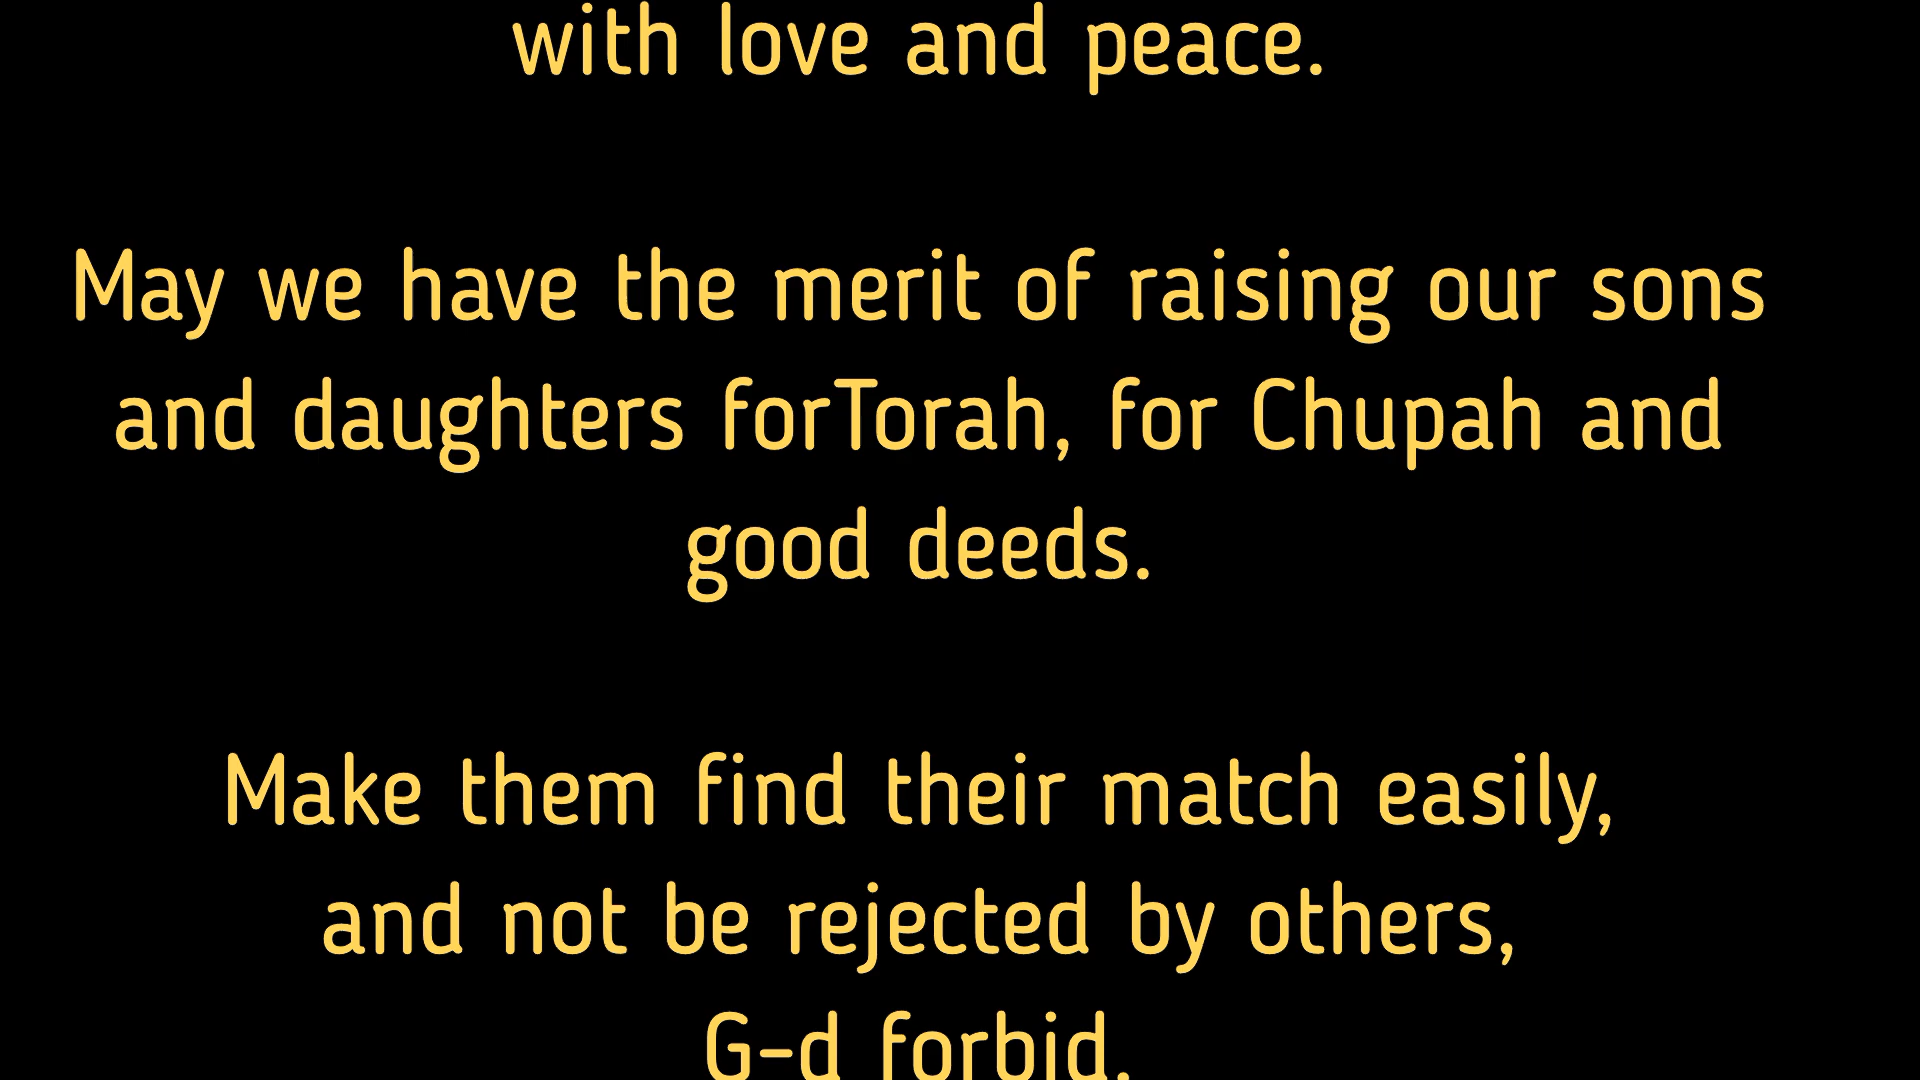 with love and peace.
May we have the merit of raising our sons
and daughters forTorah, for Chupah and
good deeds.
Make them find their match easily,
and not be rejected by others,
G-d forbid.